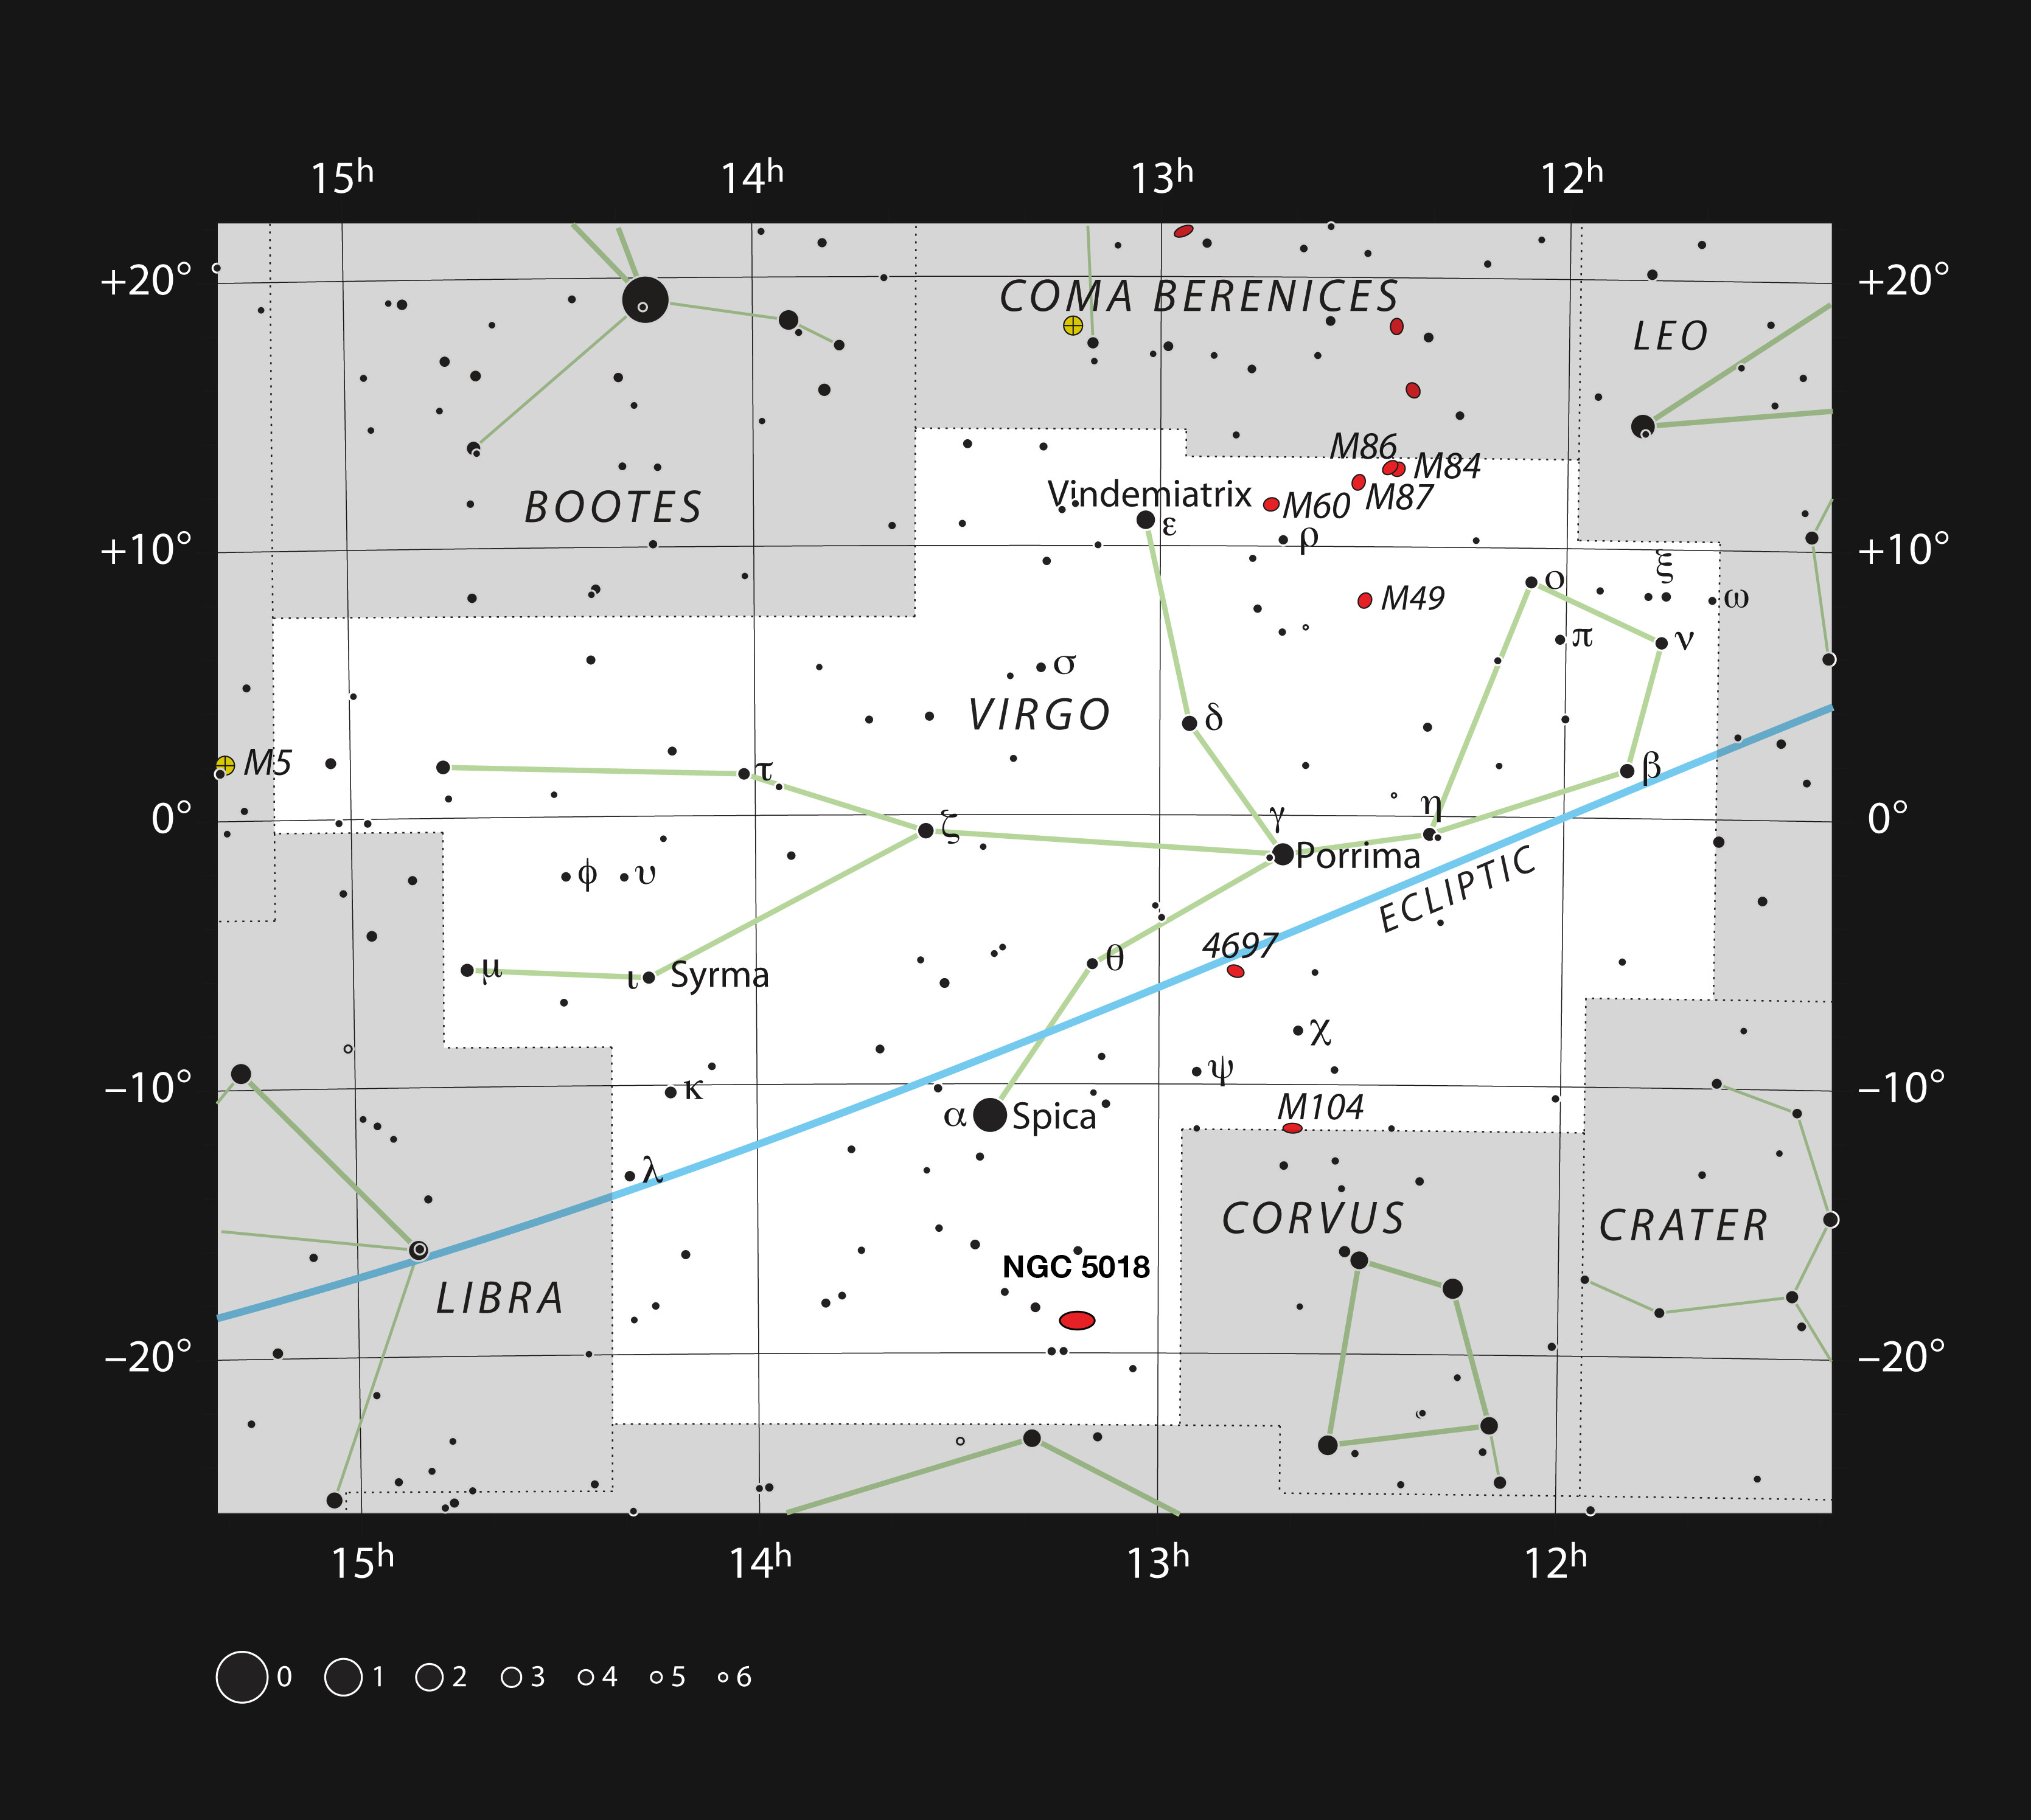 15h 14h 13h 12h
+20° +20°
COMA BERENICES
LEO
M86
M84
Vindemiatrix
M87
M60
BOOTES
ε
ρ
+10° +10°
ξ
ο
M49
ω
π
ν
σ
VIRGO
δ
M5
τ
β
η
γ
0° 0°
ζ
Porrima
ECLIPTIC
φ υ
4697
θ
μ
ι Syrma
χ
ψ
−10° −10°
κ
M104
α Spica
λ
CORVUS
CRATER
NGC 5018
LIBRA
−20° −20°
15h 14h 13h 12h
0 1 2 3 4 5 6